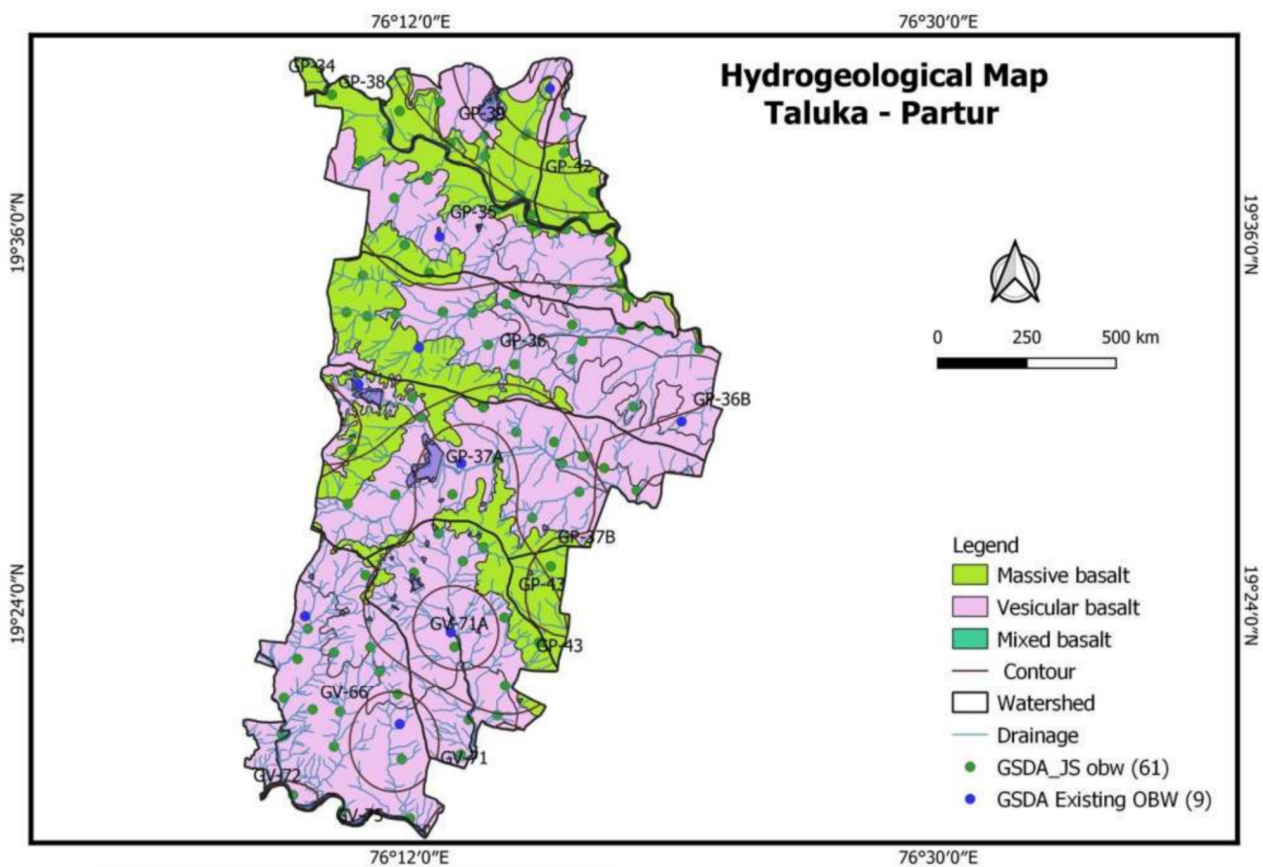 76°12′0″E
76°30′0″E
Hydrogeological Map
Taluka - Partur
GP-34
GP-38
GP-39
GP-42
19°36′0″N
19°36′0″N
GP-35
0 250 500 km
GP-36
GP-36B
GP-37A
GP-37B
GP-43
19°24′0″N
19°24′0″N
GV-71A
GP-43
GV-66
GV-71
GV-72
GV-75
Legend
Massive basalt
Vesicular basalt
Mixed basalt
Contour
Watershed
Drainage
GSDA_JS obw (61)
GSDA Existing OBW (9)
76°12′0″E
76°30′0″E